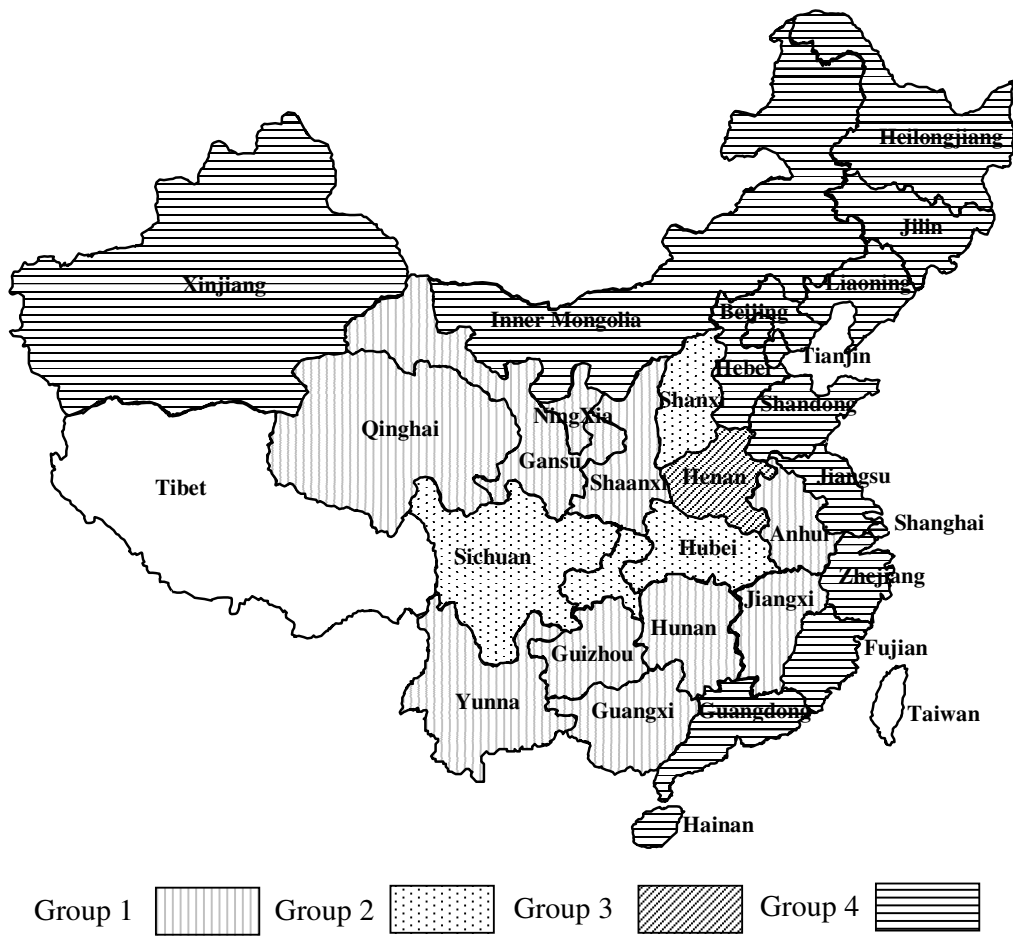 Heilongjiang
Jilin
Xinjiang
Liaoning
Beijing
Inner Mongolia
Tianjin
Hebei
Shanxi
Shandong
NingXia
Qinghai
Gansu
Henan
Jiangsu
Shaanxi
Tibet
Shanghai
Anhui
Hubei
Sichuan
Zhejiang
Jiangxi
Hunan
Fujian
Guizhou
Yunna
Guangxi
Guangdong
Taiwan
Hainan
Group 1 Group 2 Group 3 Group 4